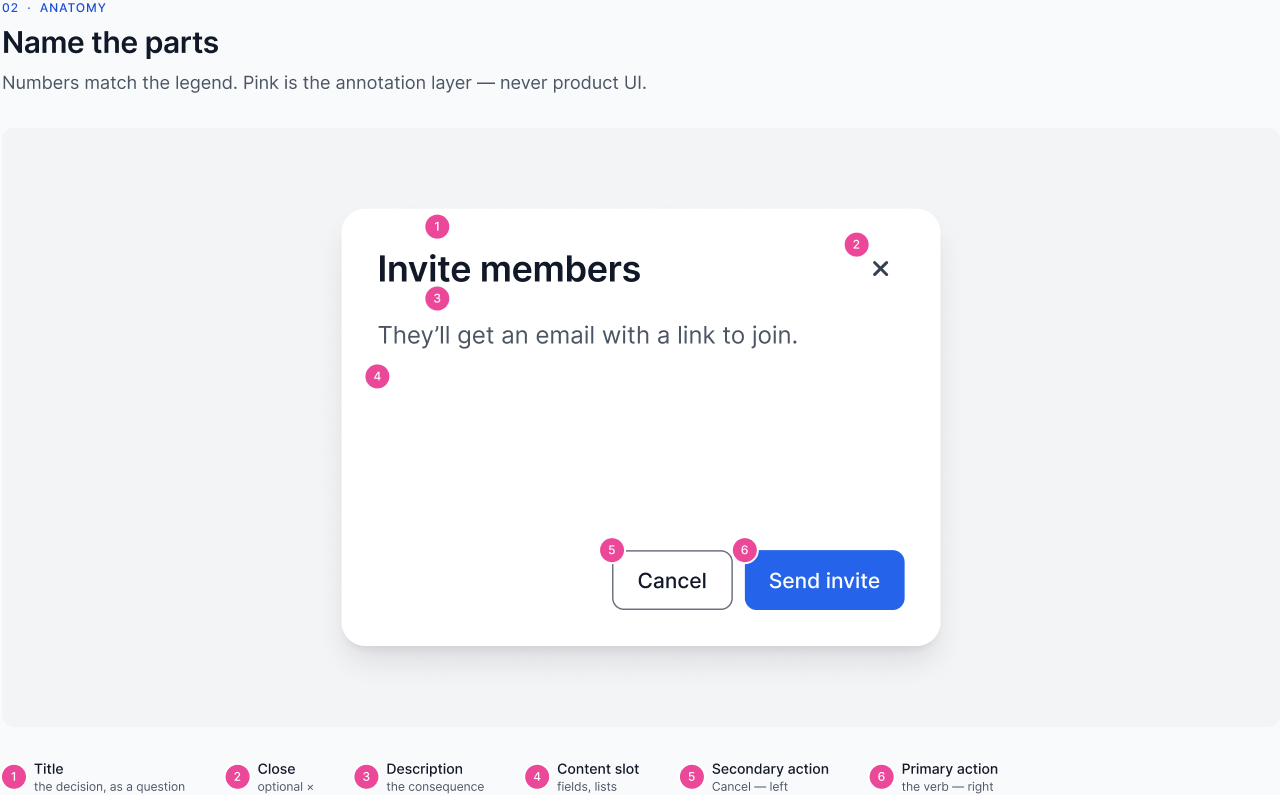 02 · ANATOMY
Name the parts
Numbers match the legend. Pink is the annotation layer — never product UI.
1
2
Invite members
×
3
They’ll get an email with a link to join.
4
5
6
Cancel
Send invite
1 Title
the decision, as a question
2 Close
optional ×
3 Description
the consequence
4 Content slot
fields, lists
5 Secondary action
Cancel — left
6 Primary action
the verb — right